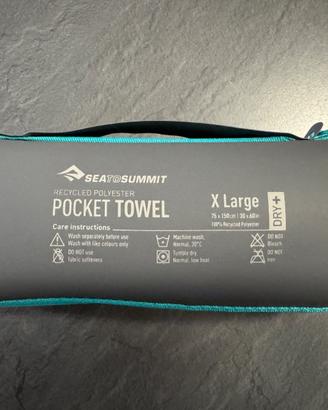 SEATOSUMMIT
RECYCLED POLYESTER
POCKET TOWEL
X Large
75 x 150cm | 30 x 60in
100% Recycled Polyester
DRY+
Care instructions
Wash separately before use
Wash with like colours only
DO NOT use
fabric softeners
Machine wash,
Normal, 30°C
Tumble dry
Normal, low heat
DO NOT
Bleach
DO NOT
Iron